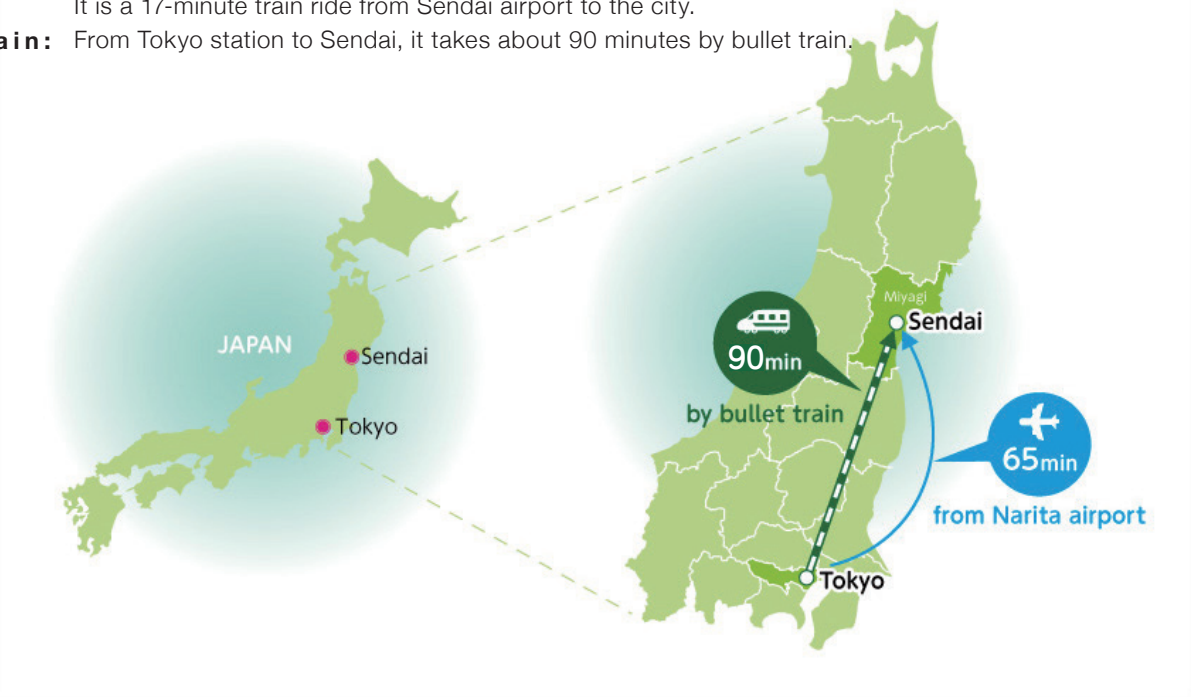 It is a 17-minute train ride from Sendai airport to the city.
ain: From Tokyo station to Sendai, it takes about 90 minutes by bullet train.
JAPAN
Sendai
Tokyo
Miyagi
Sendai
90min
by bullet train
65min
from Narita airport
Tokyo